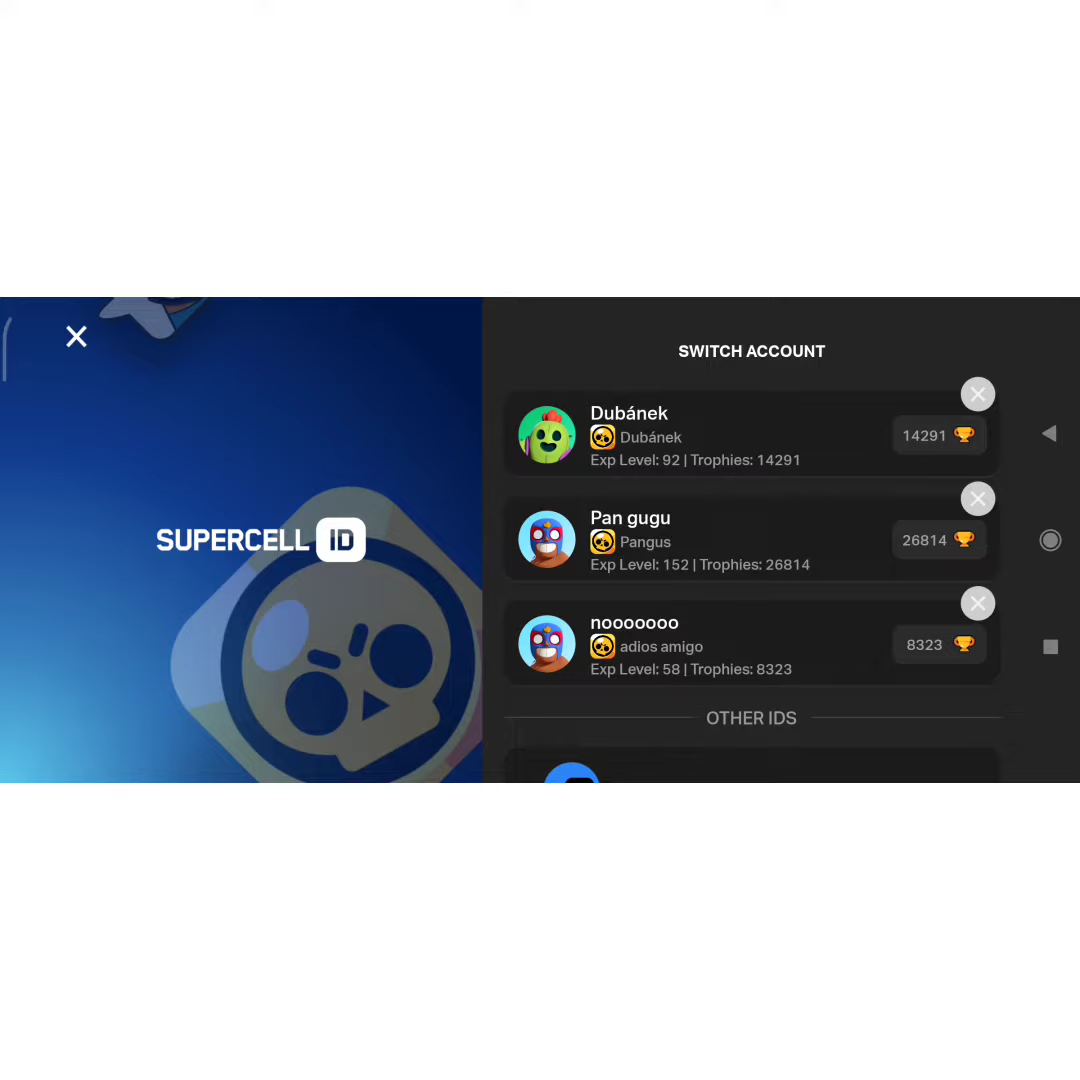 SUPERCELL ID
SWITCH ACCOUNT
Dubánek
Dubánek
Exp Level: 92 | Trophies: 14291
14291
Pan gugu
Pangus
Exp Level: 152 | Trophies: 26814
26814
nooooooo
adios amigo
Exp Level: 58 | Trophies: 8323
8323
OTHER IDS